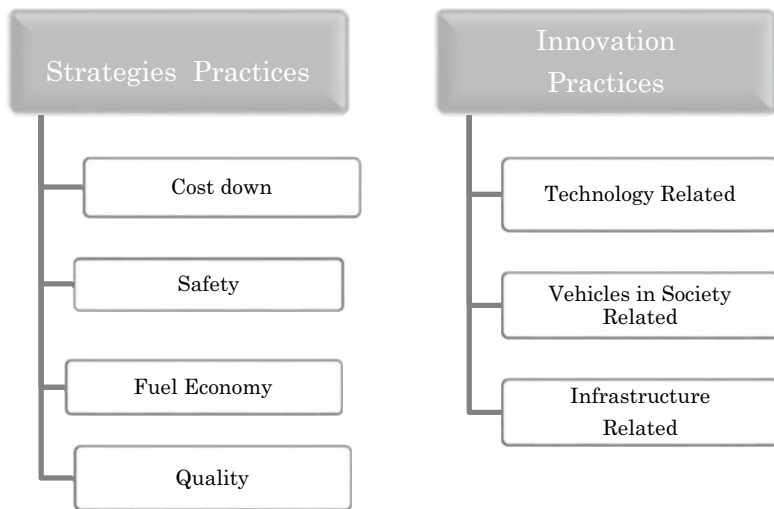 Strategies Practices
Cost down
Safety
Fuel Economy
Quality
Innovation
Practices
Technology Related
Vehicles in Society
Related
Infrastructure
Related